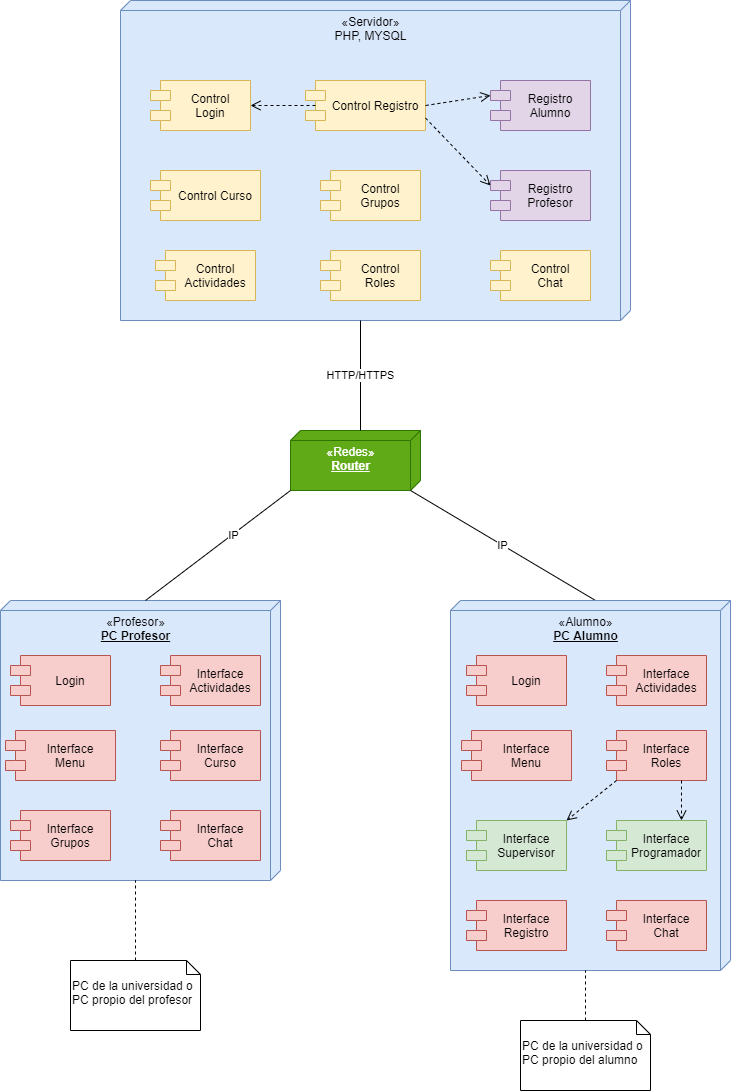 «Servidor»
PHP, MYSQL
Control
Login
Control Registro
Registro
Alumno
Control Curso
Control
Grupos
Registro
Profesor
Control
Actividades
Control
Roles
Control
Chat
HTTP/HTTPS
«Redes»
Router
IP
IP
«Profesor»
PC Profesor
Login
Interface
Actividades
Interface
Menu
Interface
Curso
Interface
Grupos
Interface
Chat
PC de la universidad o
PC propio del profesor
«Alumno»
PC Alumno
Login
Interface
Actividades
Interface
Menu
Interface
Roles
Interface
Supervisor
Interface
Programador
Interface
Registro
Interface
Chat
PC de la universidad o
PC propio del alumno